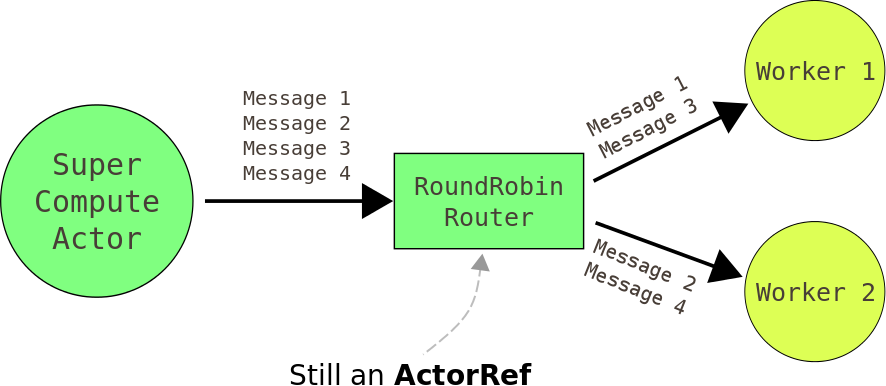 Super
Compute
Actor
Message 1
Message 2
Message 3
Message 4
RoundRobin
Router
Message 1
Message 3
Message 2
Message 4
Worker 1
Worker 2
Still an ActorRef